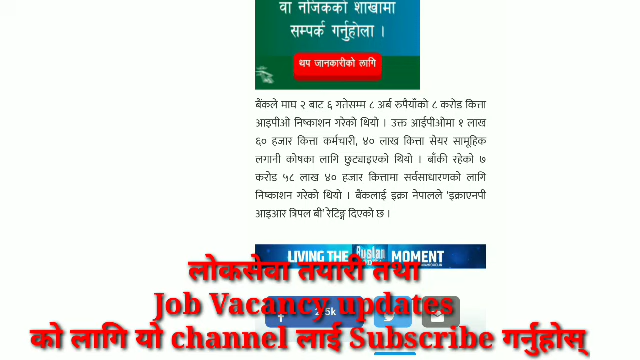 वा नजिकको शाखामा
सम्पर्क गर्नुहोला ।
थप जानकारीको लागि
बैंकले माघ २ बाट ६ गतेसम्म ८ अर्ब रुपैयाँको ८ करोड कित्ता
आइपीओ निष्काशन गरेको थियो । उक्त आईपीओमा १ लाख
६० हजार कित्ता कर्मचारी, ४० लाख कित्ता सेयर सामूहिक
लगानी कोषका लागि छुट्याइएको थियो । बाँकी रहेको ७
करोड ५८ लाख ४० हजार कित्तामा सर्वसाधारणको लागि
निष्काशन गरेको थियो । बैंकलाई इक्रा नेपालले ‘इक्राएनपी
आइआर त्रिपल बी’ रेटिङ्ग दिएको छ ।
LIVING THE Ruslan MOMENT
लोकसेवा तयारी तथा
Job Vacancy updates
को लागि यो channel लाई Subscribe गर्नुहोस्